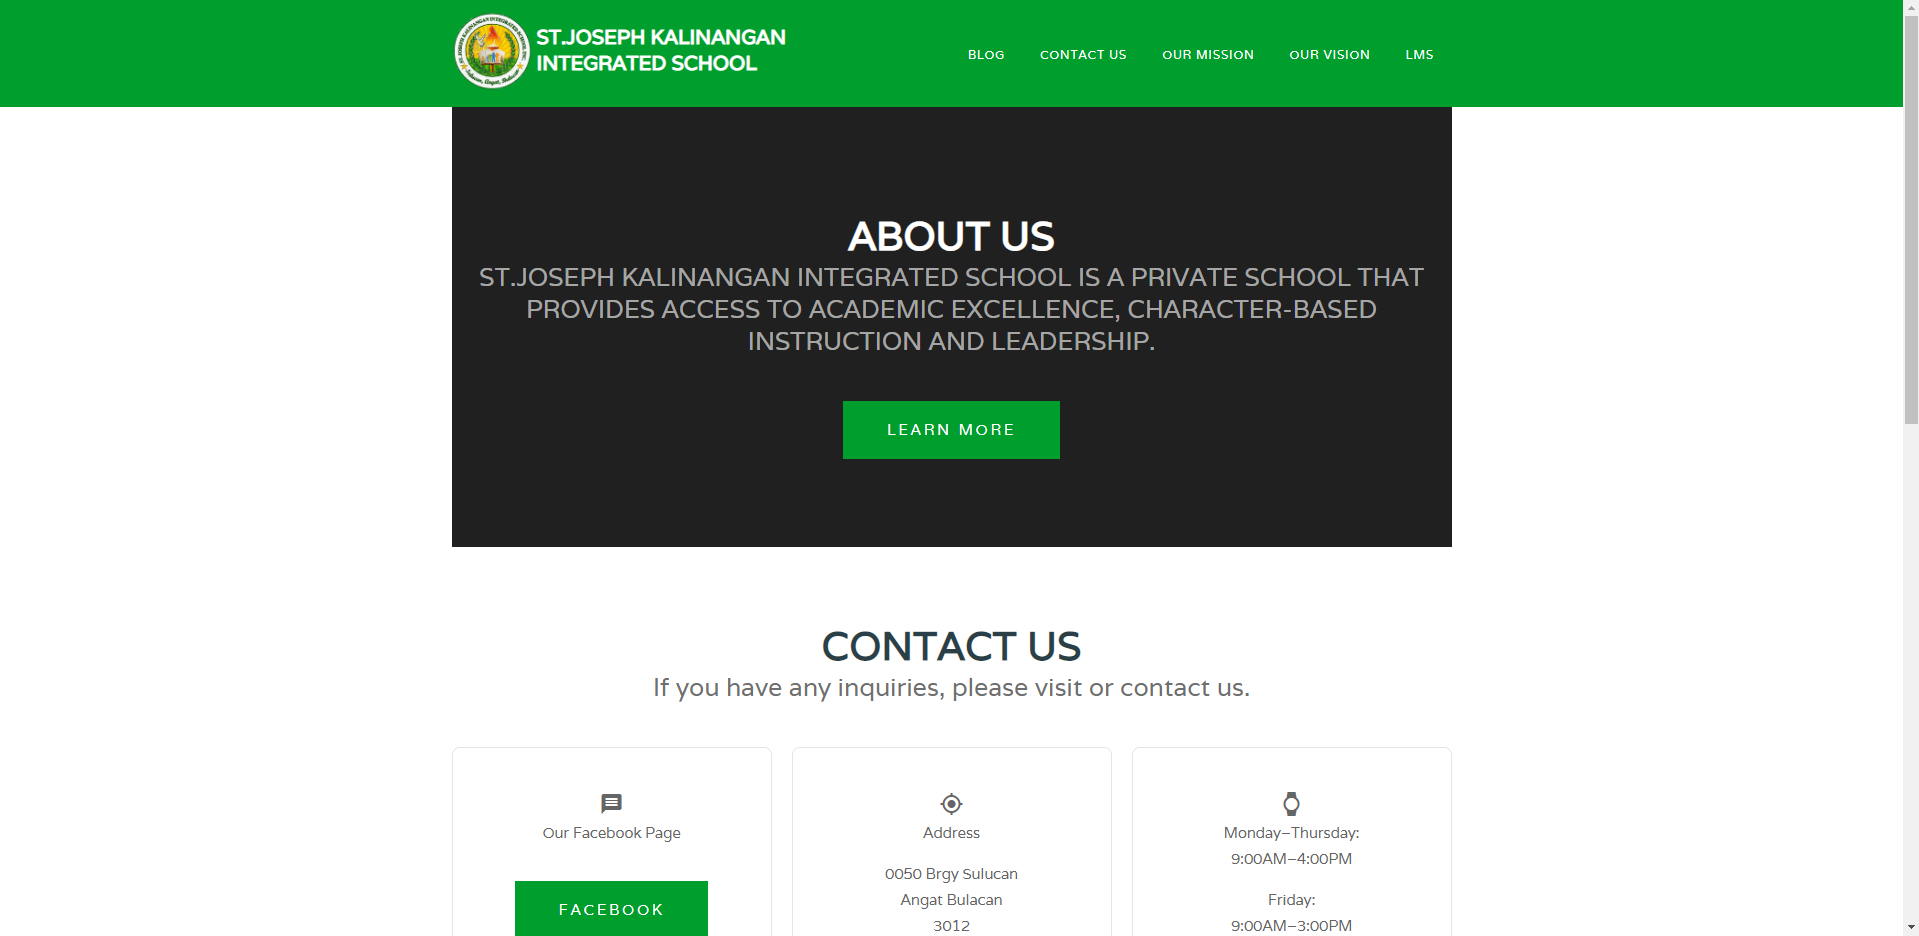 ST.JOSEPH KALINANGAN
INTEGRATED SCHOOL
BLOG
CONTACT US
OUR MISSION
OUR VISION
LMS
ABOUT US
ST.JOSEPH KALINANGAN INTEGRATED SCHOOL IS A PRIVATE SCHOOL THAT
PROVIDES ACCESS TO ACADEMIC EXCELLENCE, CHARACTER-BASED
INSTRUCTION AND LEADERSHIP.
LEARN MORE
CONTACT US
If you have any inquiries, please visit or contact us.
Our Facebook Page
FACEBOOK
Address
0050 Brgy Sulucan
Angat Bulacan
3012
Monday–Thursday:
9:00AM–4:00PM
Friday:
9:00AM–3:00PM